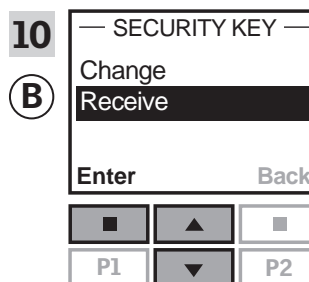 10
B
SECURITY KEY
Change
Receive
Enter Back
P1 P2